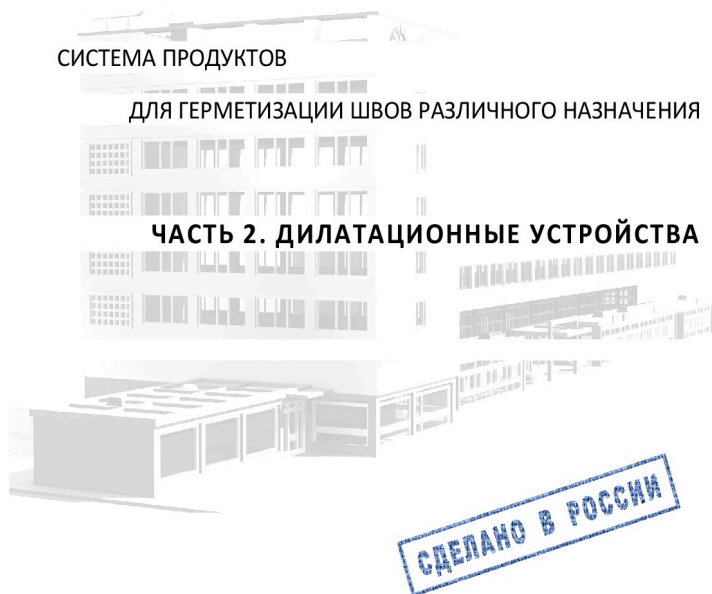 СИСТЕМА ПРОДУКТОВ
ДЛЯ ГЕРМЕТИЗАЦИИ ШВОВ РАЗЛИЧНОГО НАЗНАЧЕНИЯ
ЧАСТЬ 2. ДИЛАТАЦИОННЫЕ УСТРОЙСТВА
СДЕЛАНО В РОССИИ